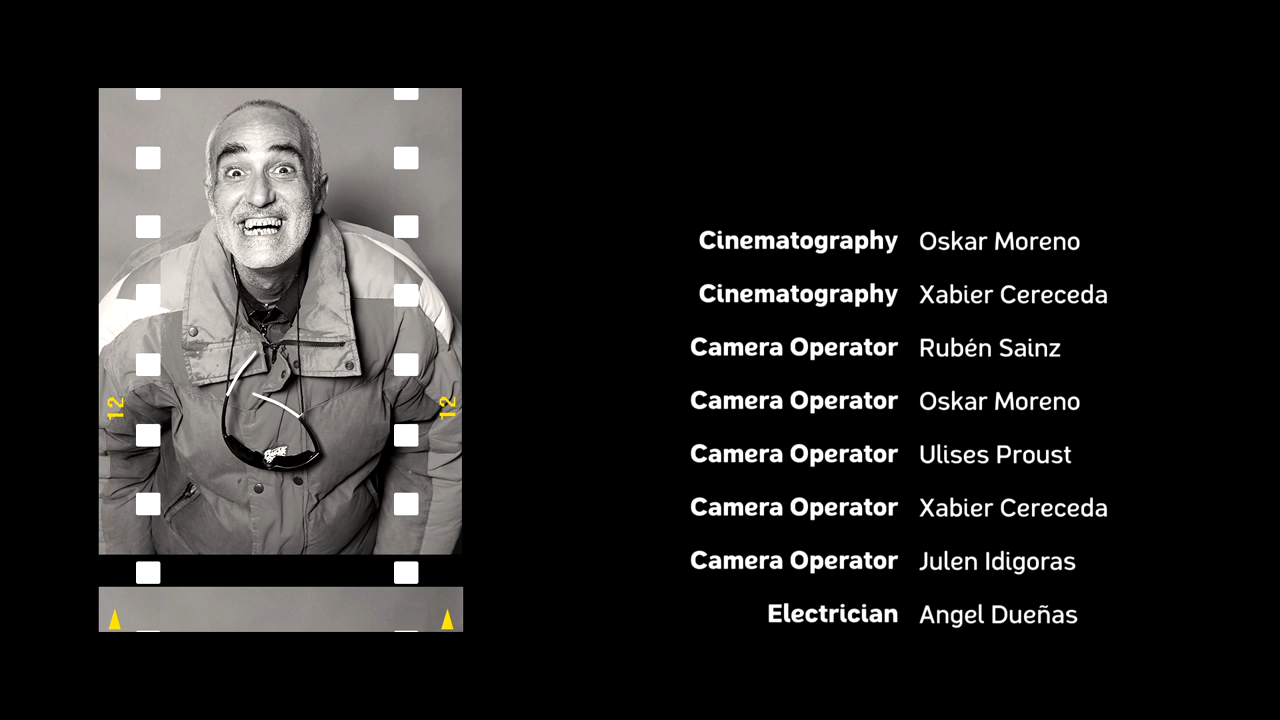 12
12
Cinematography Oskar Moreno
Cinematography Xabier Cereceda
Camera Operator Rubén Sainz
Camera Operator Oskar Moreno
Camera Operator Ulises Proust
Camera Operator Xabier Cereceda
Camera Operator Julen Idigoras
Electrician Angel Dueñas